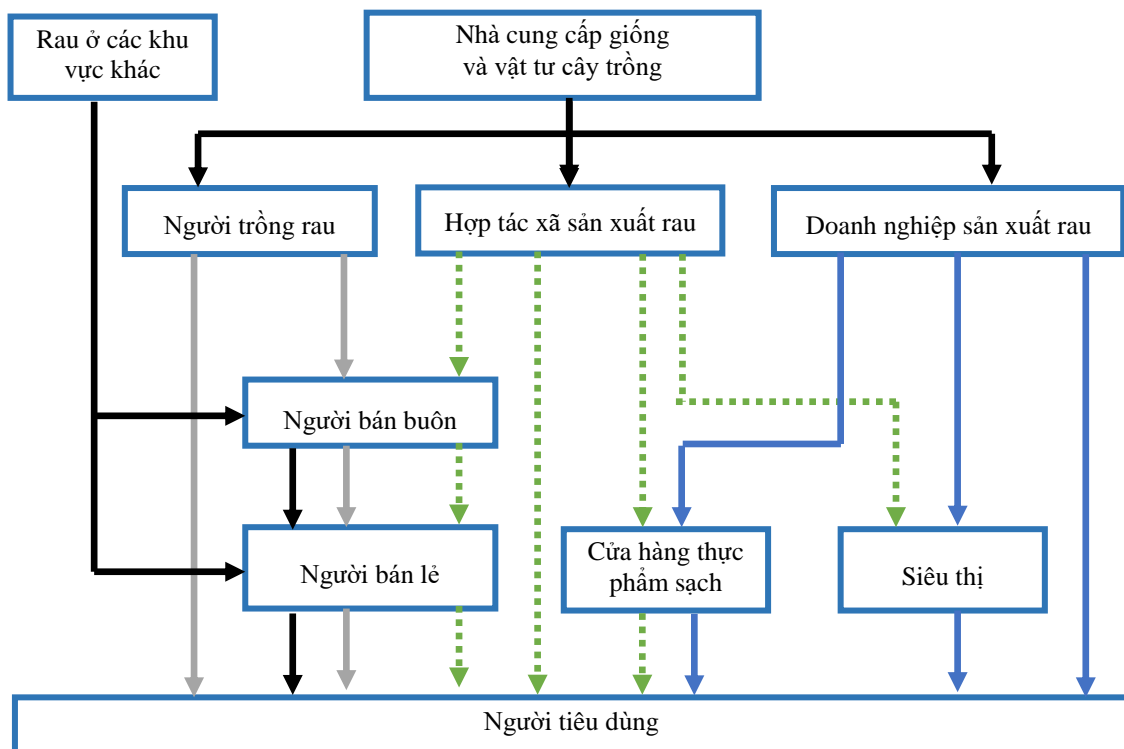 Rau ở các khu
vực khác
Nhà cung cấp giống
và vật tư cây trồng
Người trồng rau
Hợp tác xã sản xuất rau
Doanh nghiệp sản xuất rau
Người bán buôn
Người bán lẻ
Cửa hàng thực
phẩm sạch
Siêu thị
Người tiêu dùng